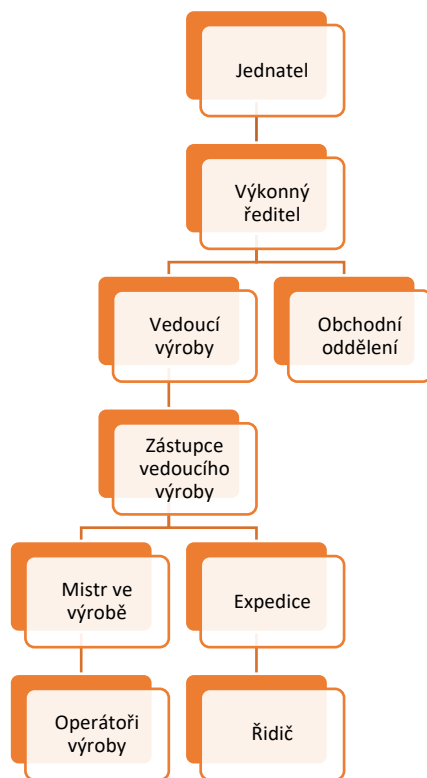 Jednatel
Výkonný
ředitel
Vedoucí
výroby
Obchodní
oddělení
Zástupce
vedoucího
výroby
Mistr ve
výrobě
Expedice
Operátoři
výroby
Řidič